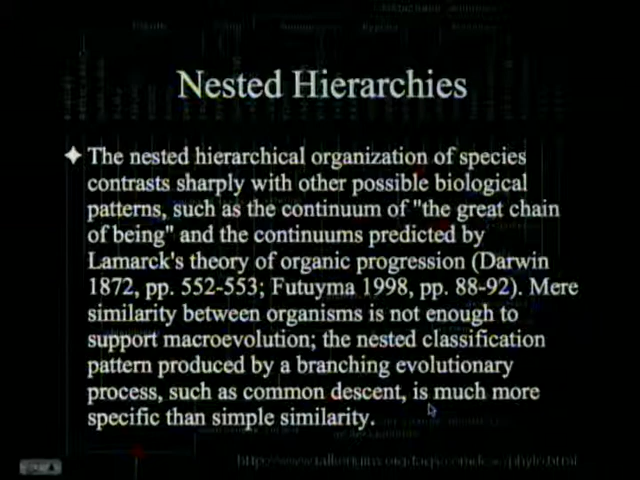 Nested Hierarchies
The nested hierarchical organization of species
contrasts sharply with other possible biological
patterns, such as the continuum of "the great chain
of being" and the continuums predicted by
Lamarck's theory of organic progression (Darwin
1872, pp. 552-553; Futuyma 1998, pp. 88-92). Mere
similarity between organisms is not enough to
support macroevolution; the nested classification
pattern produced by a branching evolutionary
process, such as common descent, is much more
specific than simple similarity.